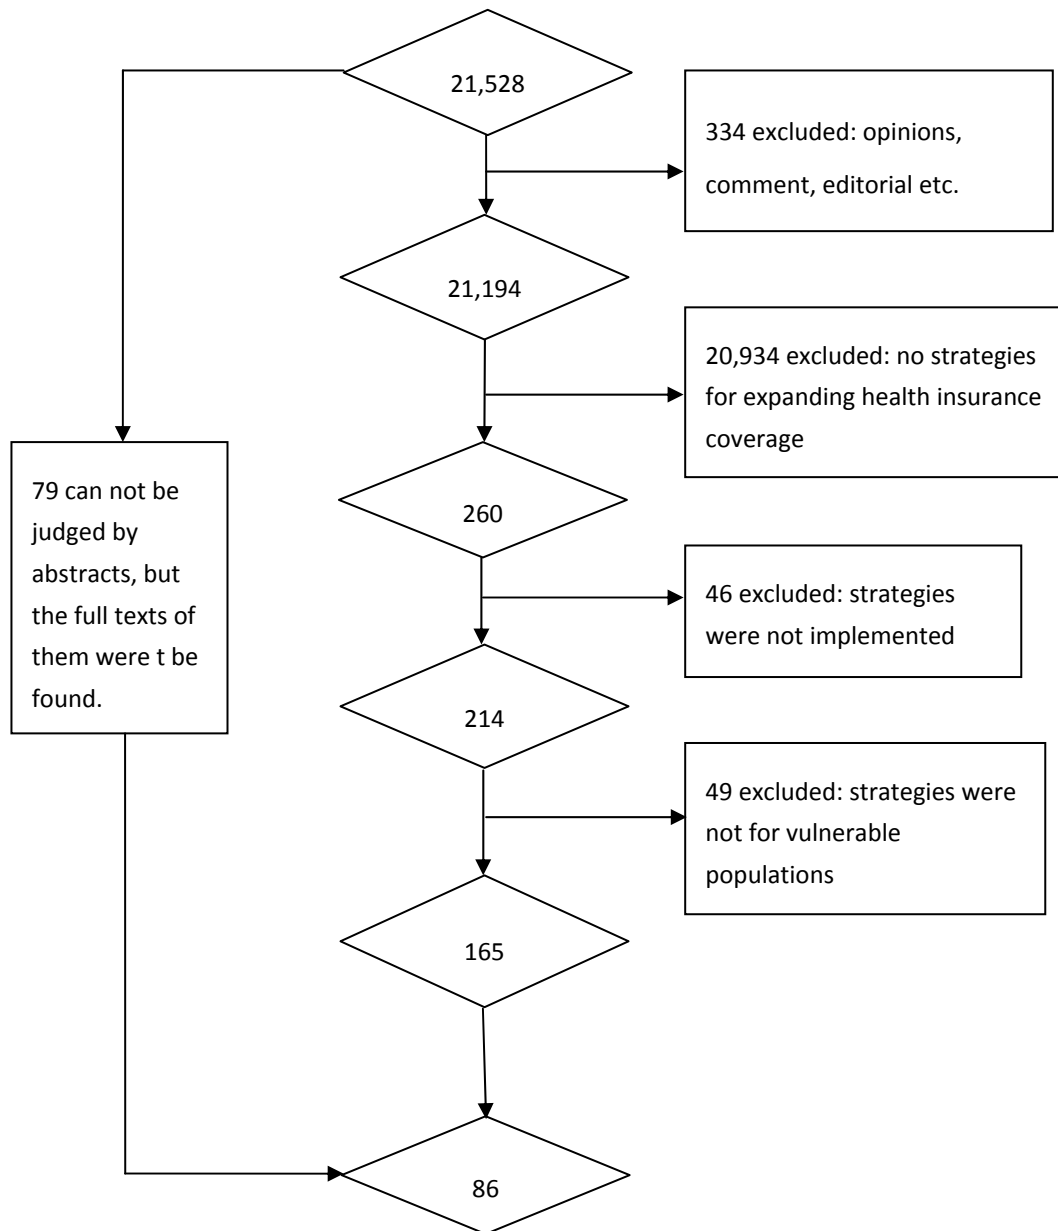 21,528
334 excluded: opinions,
comment, editorial etc.
21,194
20,934 excluded: no strategies
for expanding health insurance
coverage
260
79 can not be
judged by
abstracts, but
the full texts of
them were t be
found.
46 excluded: strategies
were not implemented
214
49 excluded: strategies were
not for vulnerable
populations
165
86